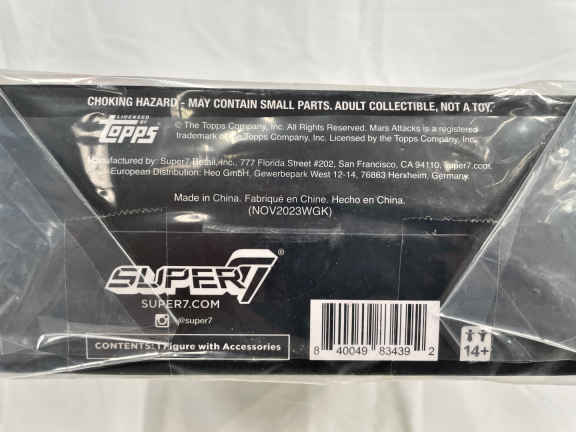 CHOKING HAZARD - MAY CONTAIN SMALL PARTS. ADULT COLLECTIBLE, NOT A TOY.
LICENSED BY
Topps
© The Topps Company, Inc. All Rights Reserved. Mars Attacks is a registered
trademark of The Topps Company, Inc. Licensed by the Topps Company, Inc.
Manufactured by: Super7 Retail, Inc., 777 Florida Street #202, San Francisco, CA 94110. super7.com
European Distribution: Heo GmbH, Gewerbepark West 12-14, 76863 Herxheim, Germany.
Made in China. Fabriqué en Chine. Hecho en China.
(NOV2023WGK)
SUPER7®
SUPER7.COM
@super7
CONTENTS: 1 Figure with Accessories
8 40049 83439 2
14+